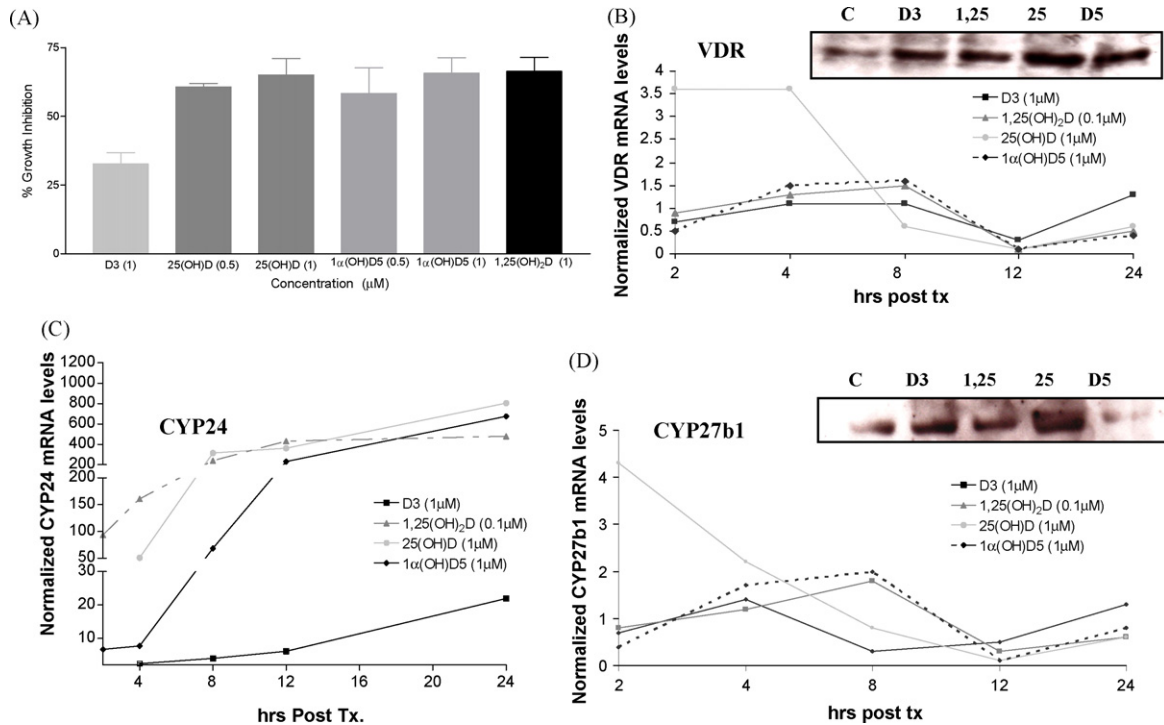 (A)
75
50
25
0
% Growth Inhibition
D3 (1) 25(OH)D (0.5) 25(OH)D (1) 1α(OH)D5 (0.5) 1α(OH)D5 (1) 1,25(OH)₂D (1)
Concentration (µM)
(B)
C D3 1,25 25 D5
VDR
4
3.5
3
2.5
2
1.5
1
0.5
0
Normalized VDR mRNA levels
D3 (1µM)
1,25(OH)₂D (0.1µM)
25(OH)D (1µM)
1α(OH)D5 (1µM)
2 4 8 12 24
hrs post tx
(C)
1200
1000
800
600
400
200
200
150
100
50
20
10
Normalized CYP24 mRNA levels
CYP24
D3 (1µM)
1,25(OH)₂D (0.1µM)
25(OH)D (1µM)
1α(OH)D5 (1µM)
4 8 12 16 20 24
hrs Post Tx.
(D)
C D3 1,25 25 D5
CYP27b1
5
4
3
2
1
0
Normalized CYP27b1 mRNA levels
D3 (1µM)
1,25(OH)₂D (0.1µM)
25(OH)D (1µM)
1α(OH)D5 (1µM)
2 4 8 12 24
hrs post tx